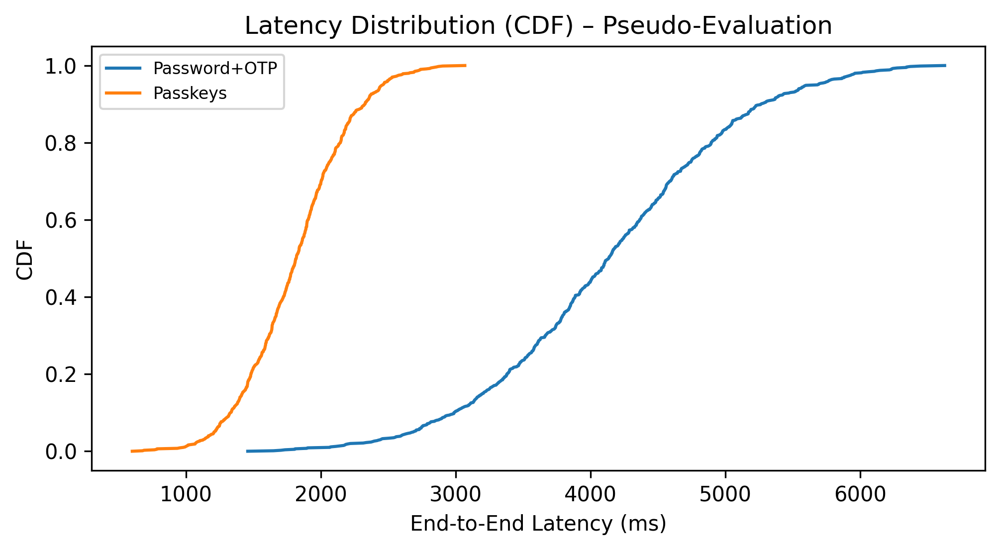 Latency Distribution (CDF) – Pseudo-Evaluation
Password+OTP
Passkeys
1.0
0.8
0.6
0.4
0.2
0.0
CDF
1000 2000 3000 4000 5000 6000
End-to-End Latency (ms)